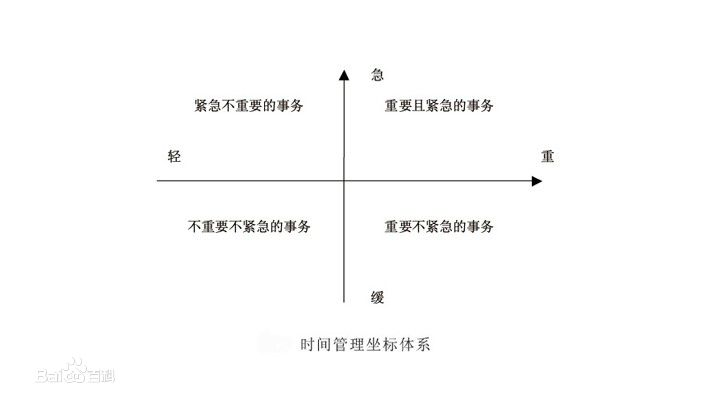 急
紧急不重要的事务 重要且紧急的事务
轻 重
不重要不紧急的事务 重要不紧急的事务
缓
时间管理坐标体系
Baidu百科